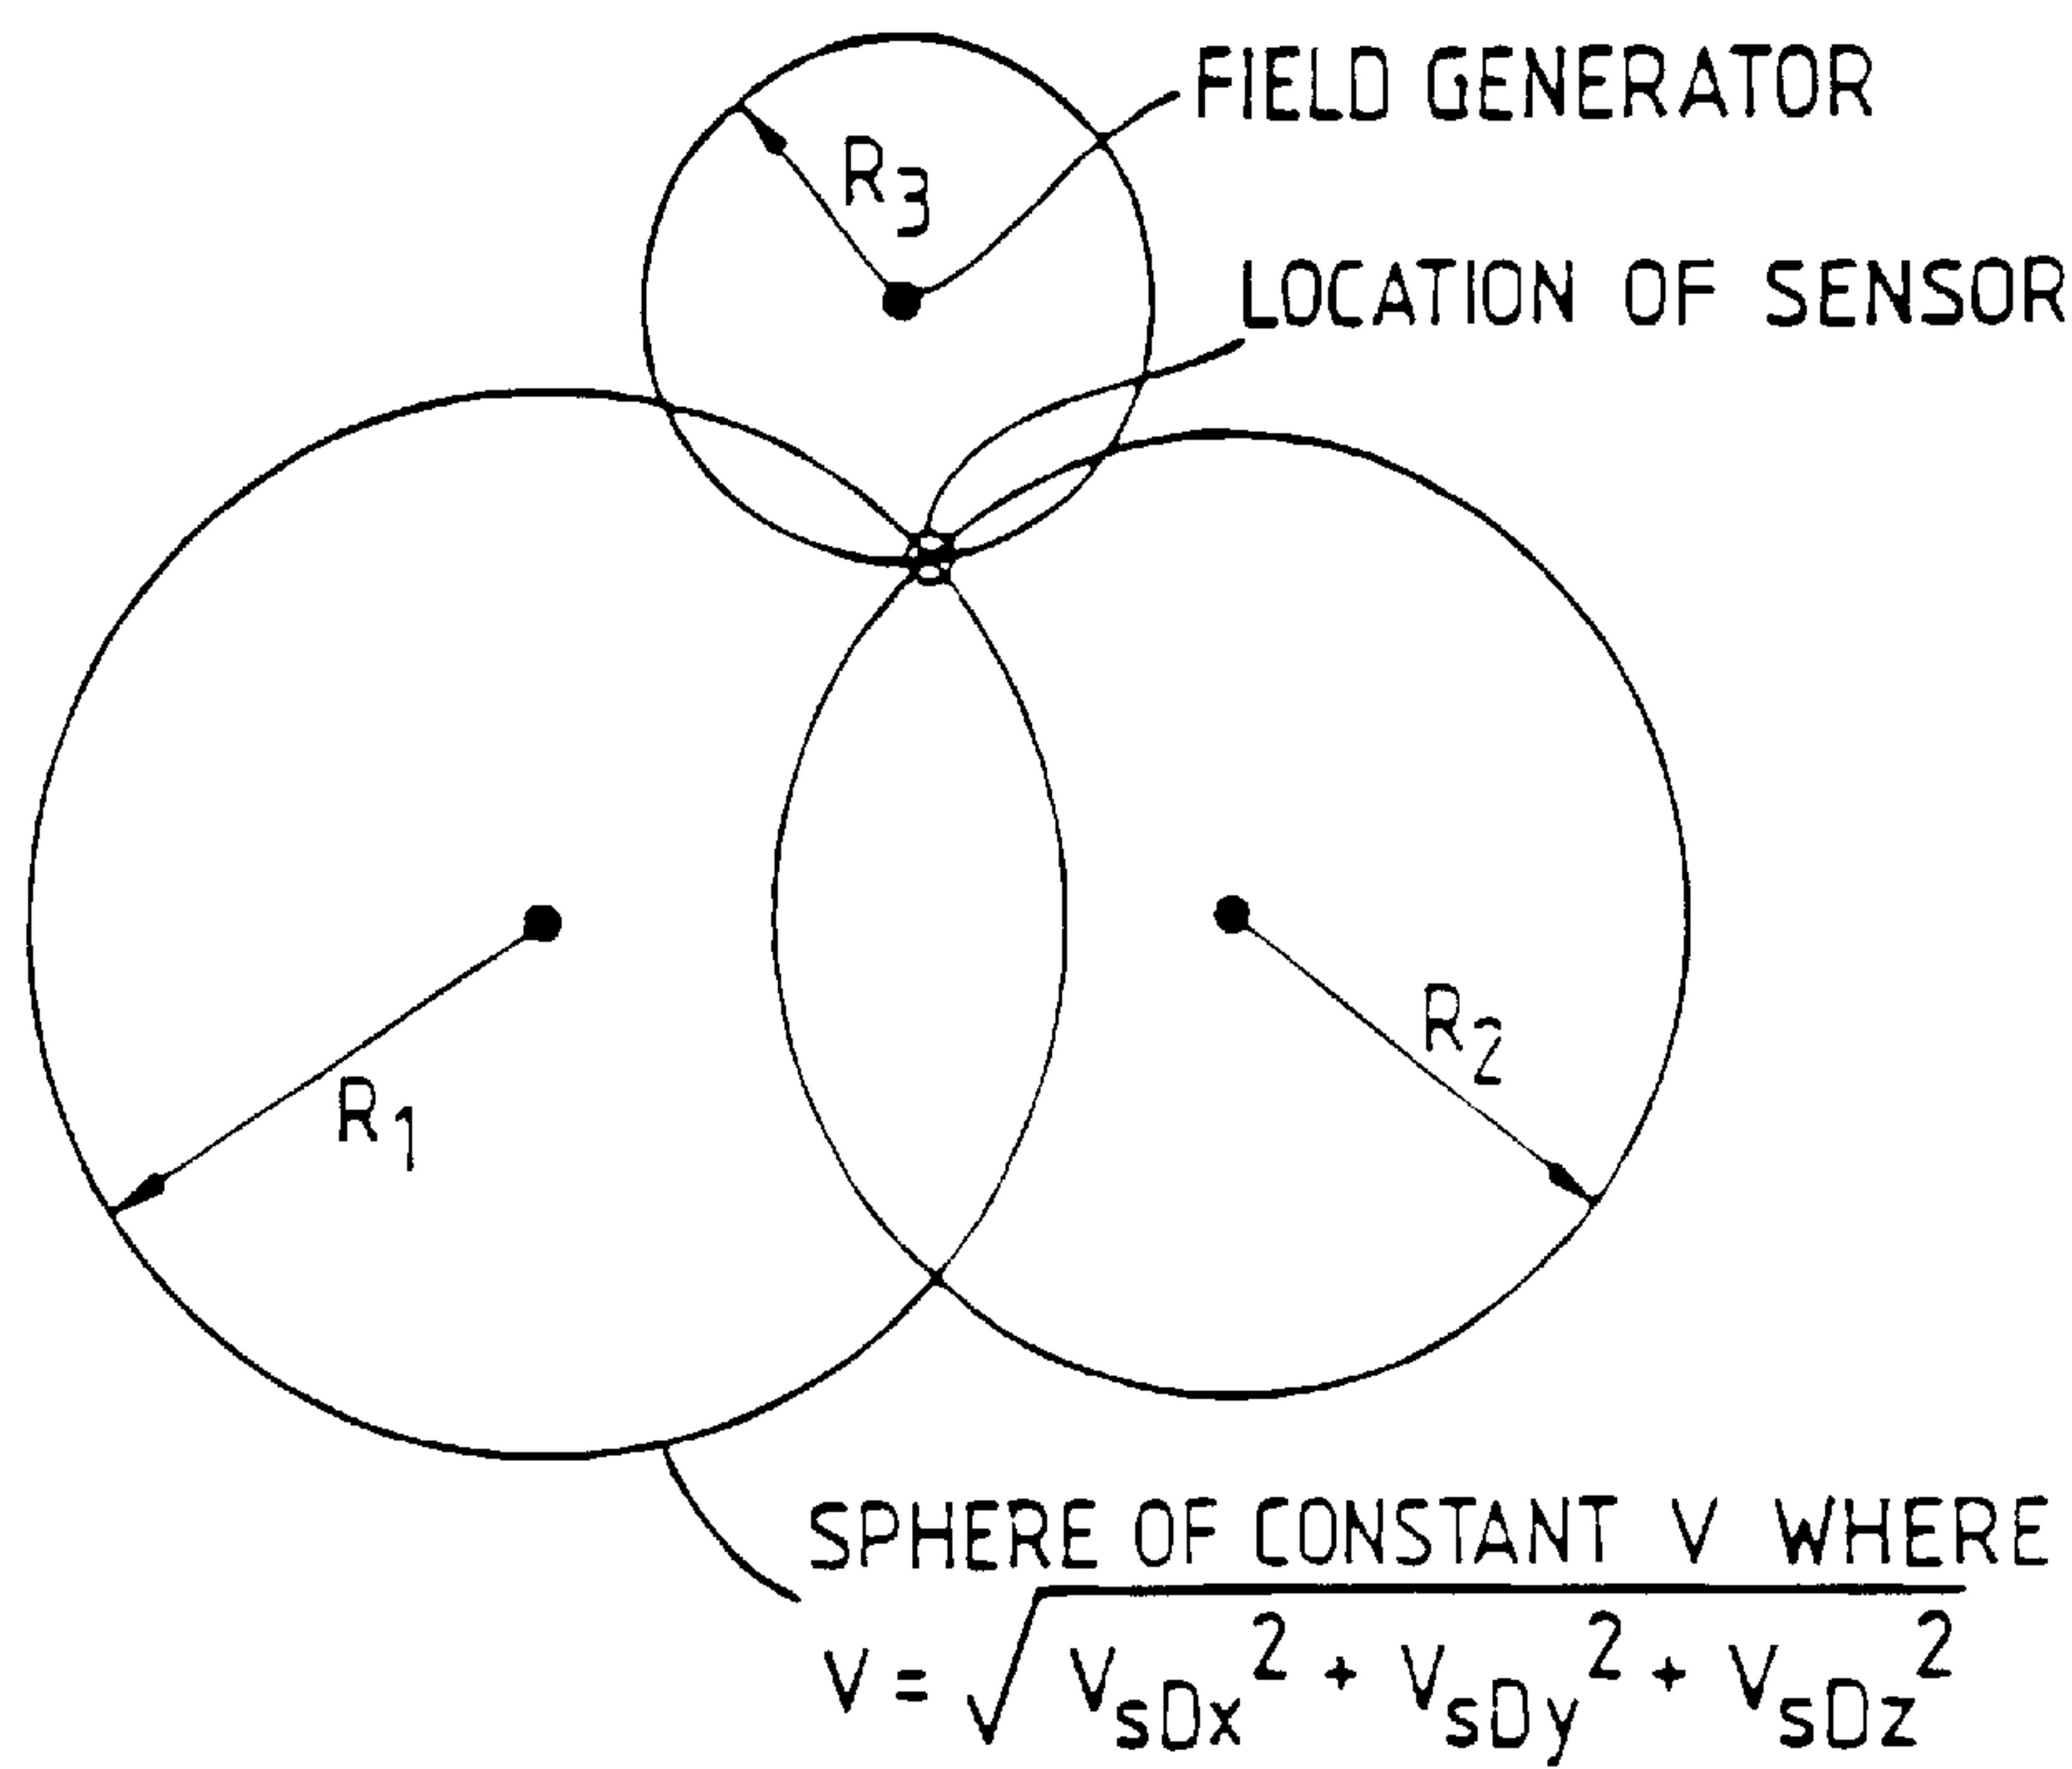 FIELD GENERATOR
R3
LOCATION OF SENSOR
R2
R1
SPHERE OF CONSTANT V WHERE
V = √ VsDx² + VsDy² + VsDz²